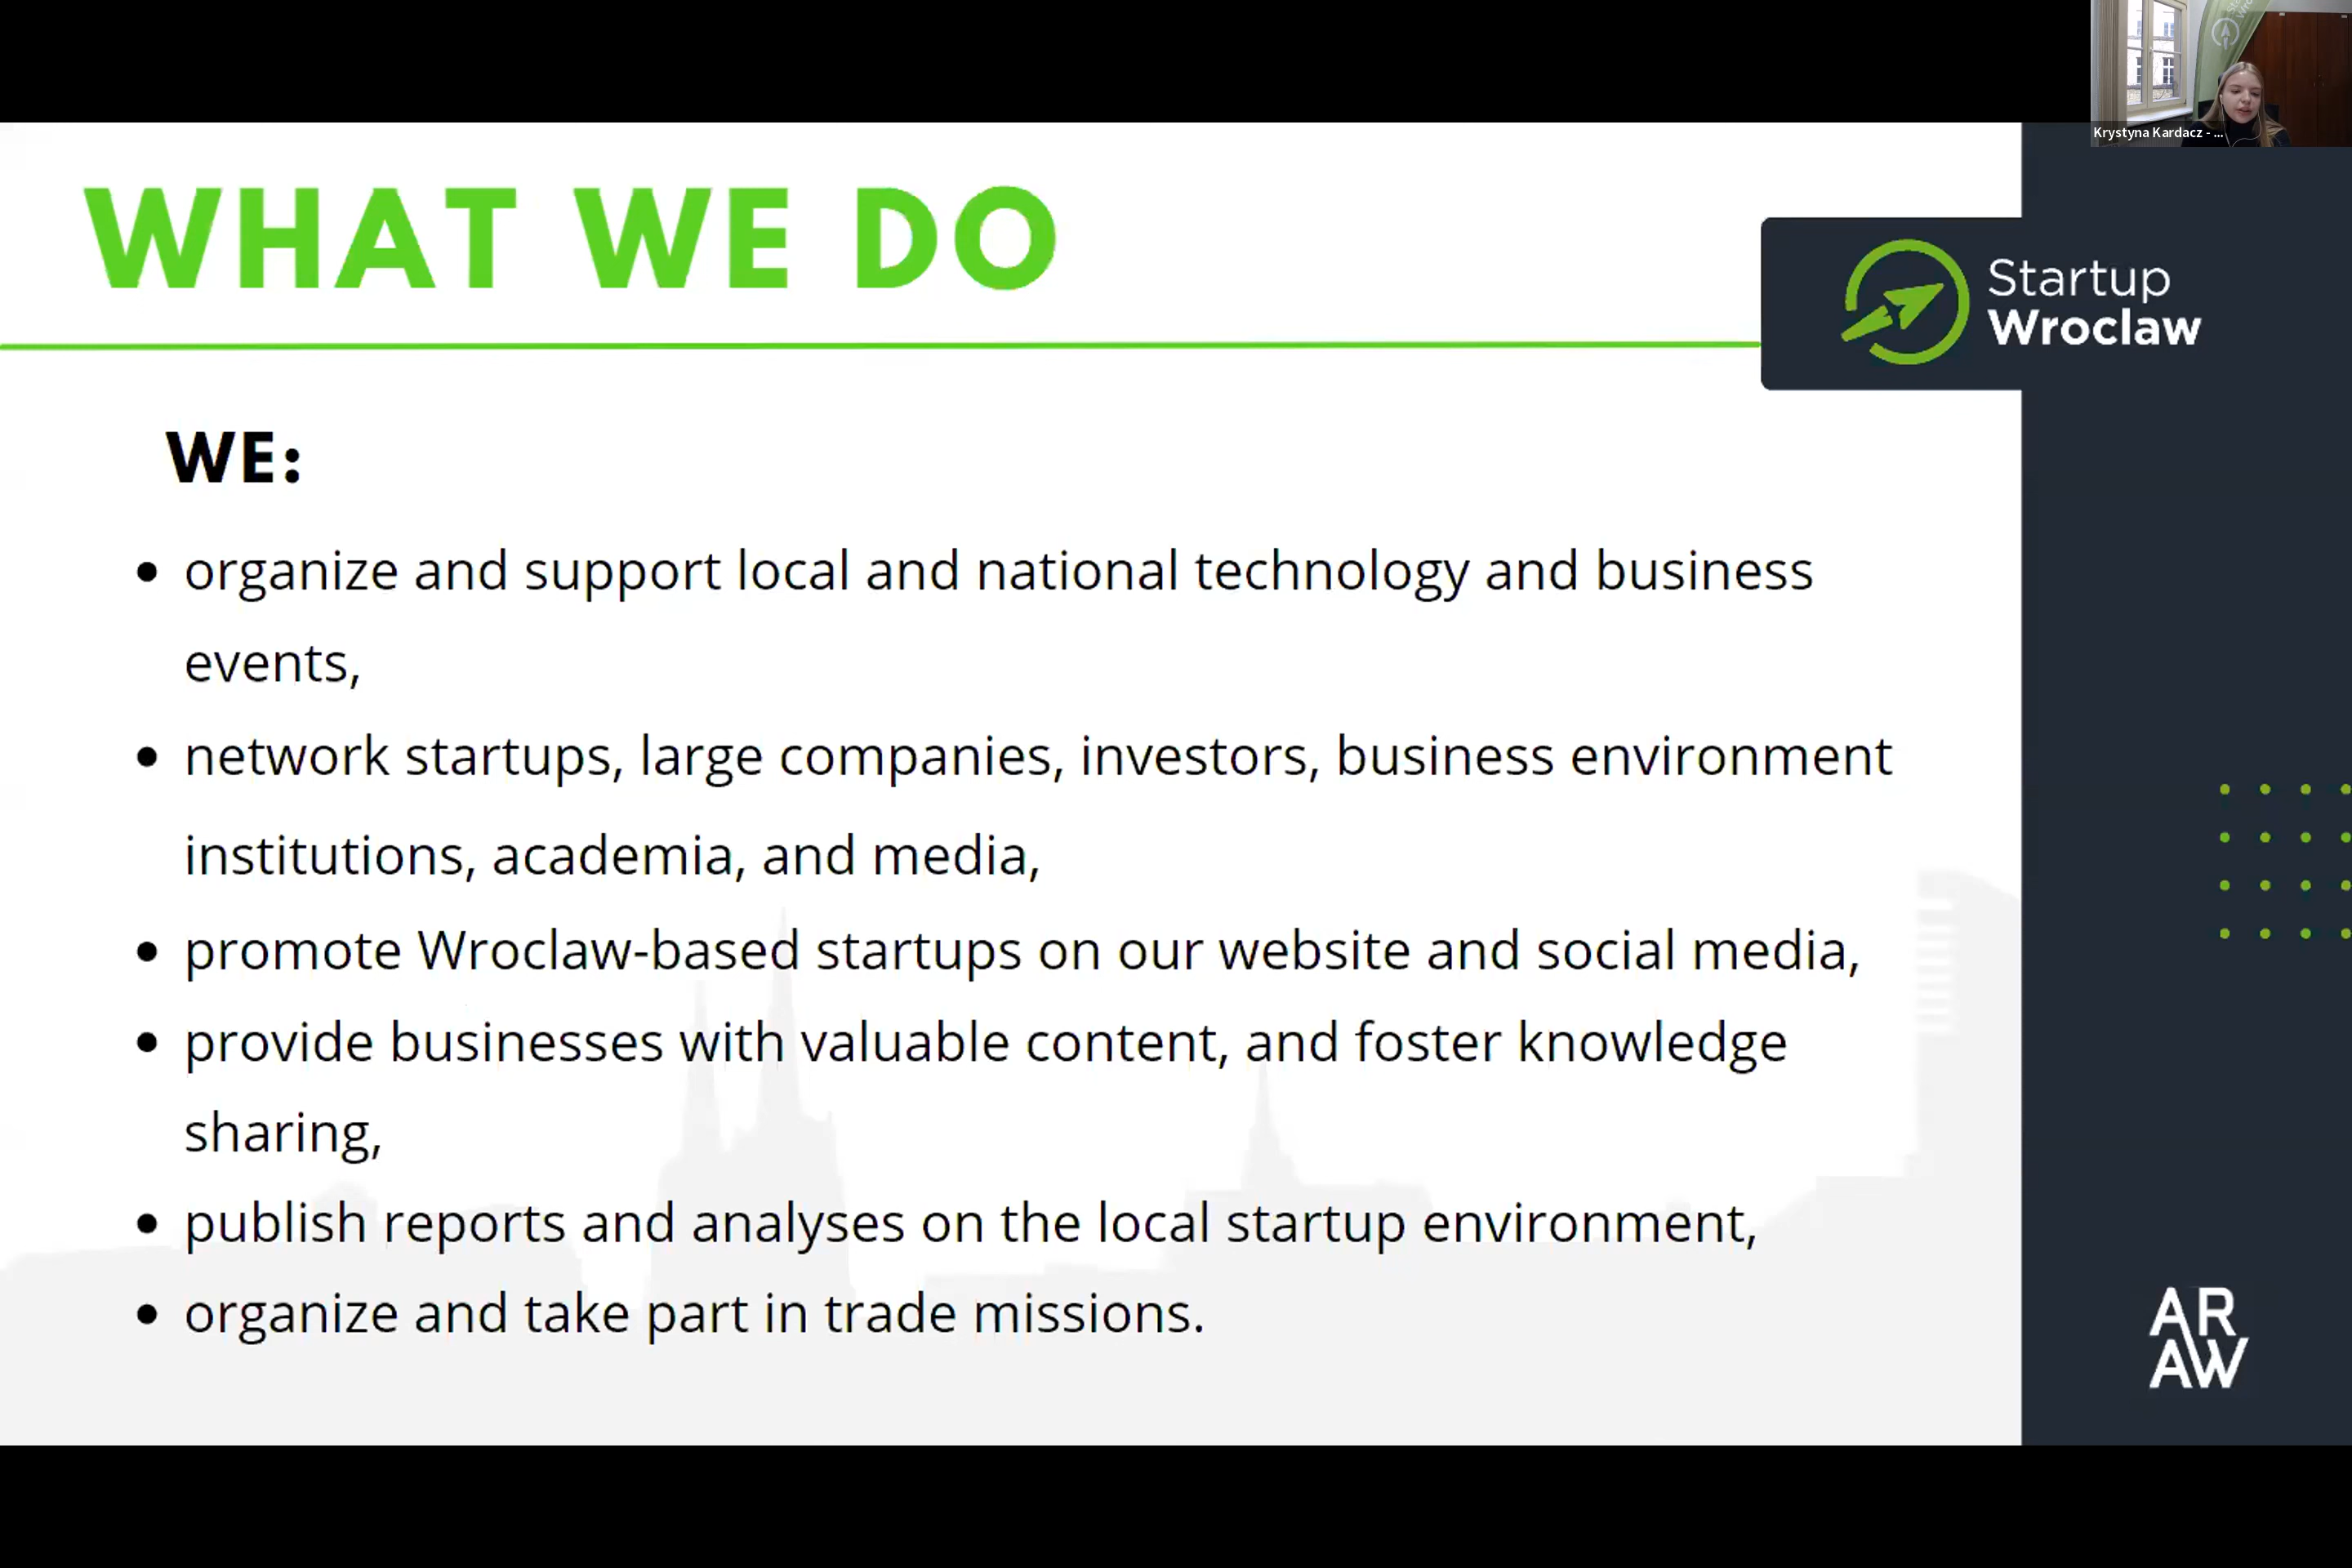 Krystyna Kardacz - ...
WHAT WE DO
Startup
Wroclaw
WE:
• organize and support local and national technology and business
events,
• network startups, large companies, investors, business environment
institutions, academia, and media,
• promote Wroclaw-based startups on our website and social media,
• provide businesses with valuable content, and foster knowledge
sharing,
• publish reports and analyses on the local startup environment,
• organize and take part in trade missions.
AR
AW